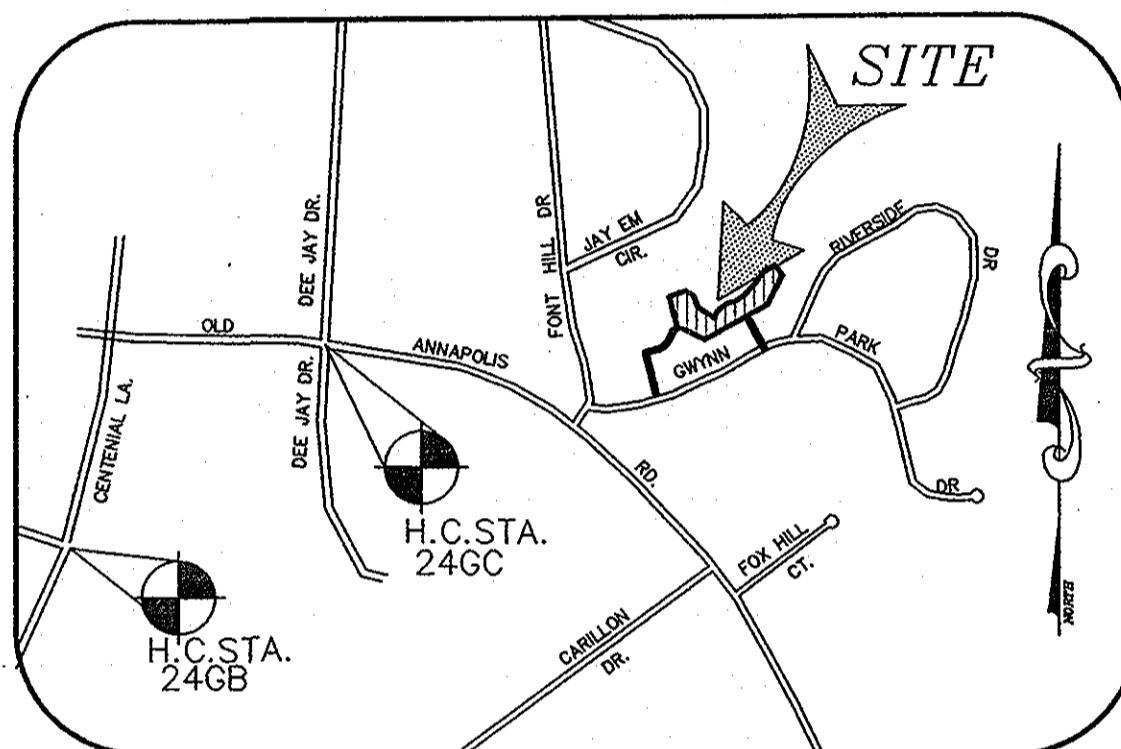 SITE
DEE JAY DR.
FONT HILL DR
JAY EM
CIR.
RIVERSIDE
DR
OLD
ANNAPOLIS
RD.
GWYNN
PARK
DR
CENTENIAL LA.
DEE JAY DR.
H.C.STA.
24GC
FOX HILL
CT.
NORTH
CARILLON
DR.
H.C.STA.
24GB